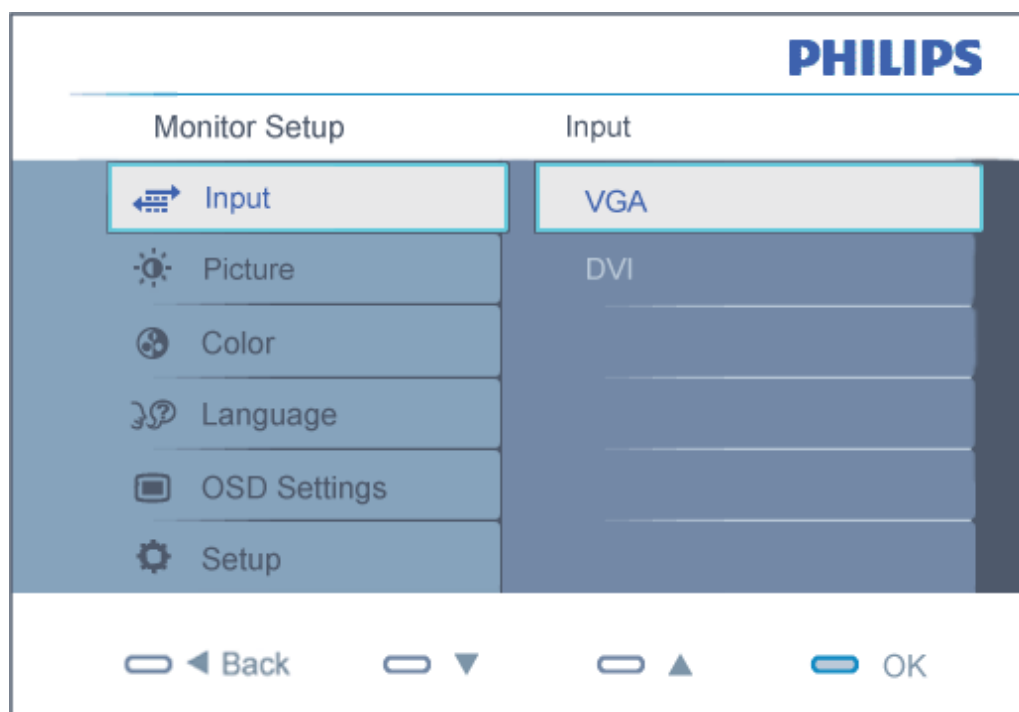 PHILIPS
Monitor Setup Input
Input VGA
Picture DVI
Color
Language
OSD Settings
Setup
Back OK